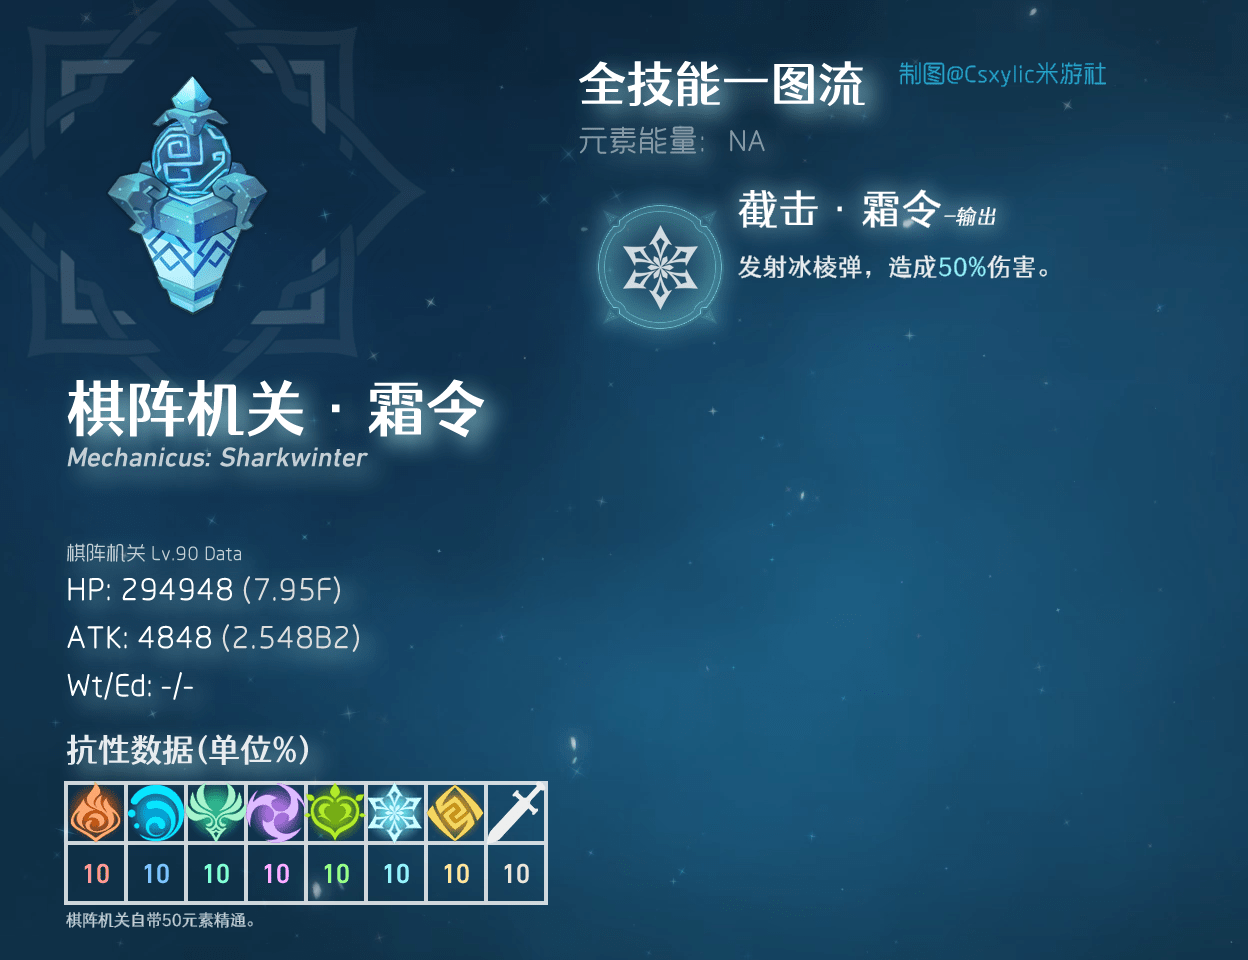 全技能一图流
制图@Csxylic米游社
元素能量： NA
截击 · 霜令-输出
发射冰棱弹，造成50%伤害。
棋阵机关 · 霜令
Mechanicus: Sharkwinter
棋阵机关 Lv.90 Data
HP: 294948 (7.95F)
ATK: 4848 (2.548B2)
Wt/Ed: -/-
抗性数据(单位%)
10 10 10 10 10 10 10 10
棋阵机关自带50元素精通。